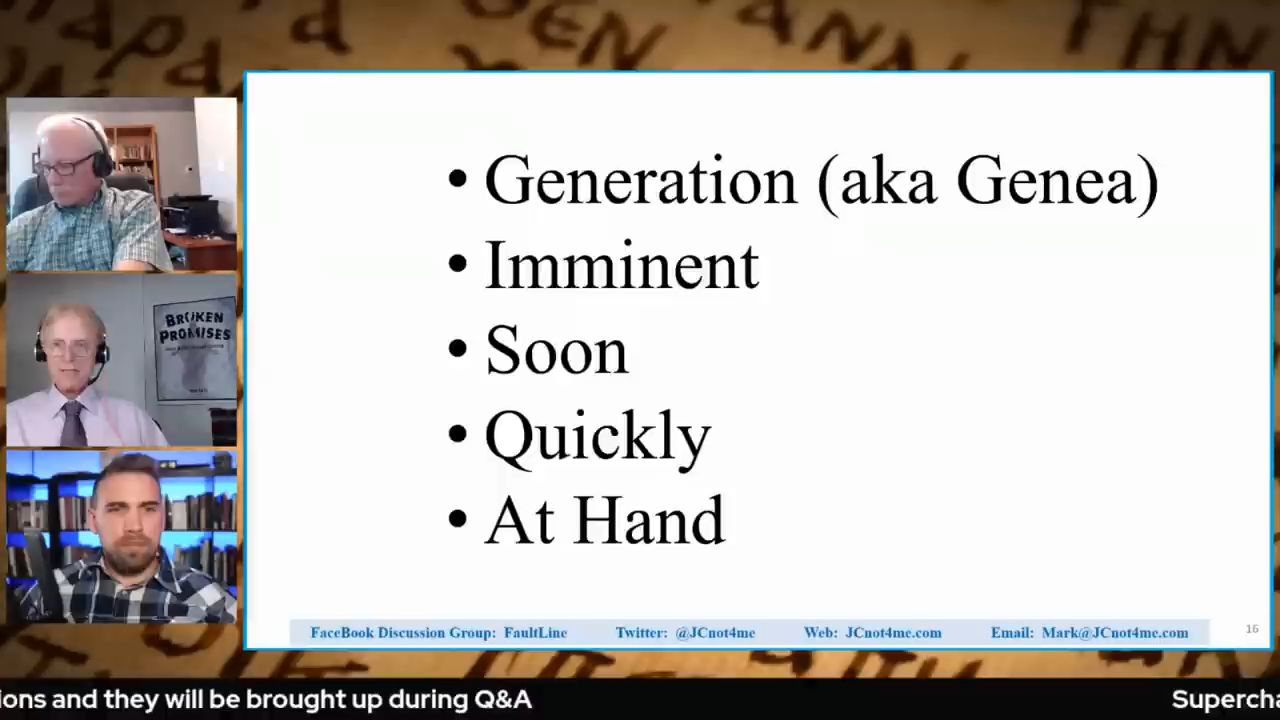 BROKEN
PROMISES
• Generation (aka Genea)
• Imminent
• Soon
• Quickly
• At Hand
FaceBook Discussion Group: FaultLine Twitter: @JCnot4me Web: JCnot4me.com Email: Mark@JCnot4me.com
16
ions and they will be brought up during Q&A Supercha